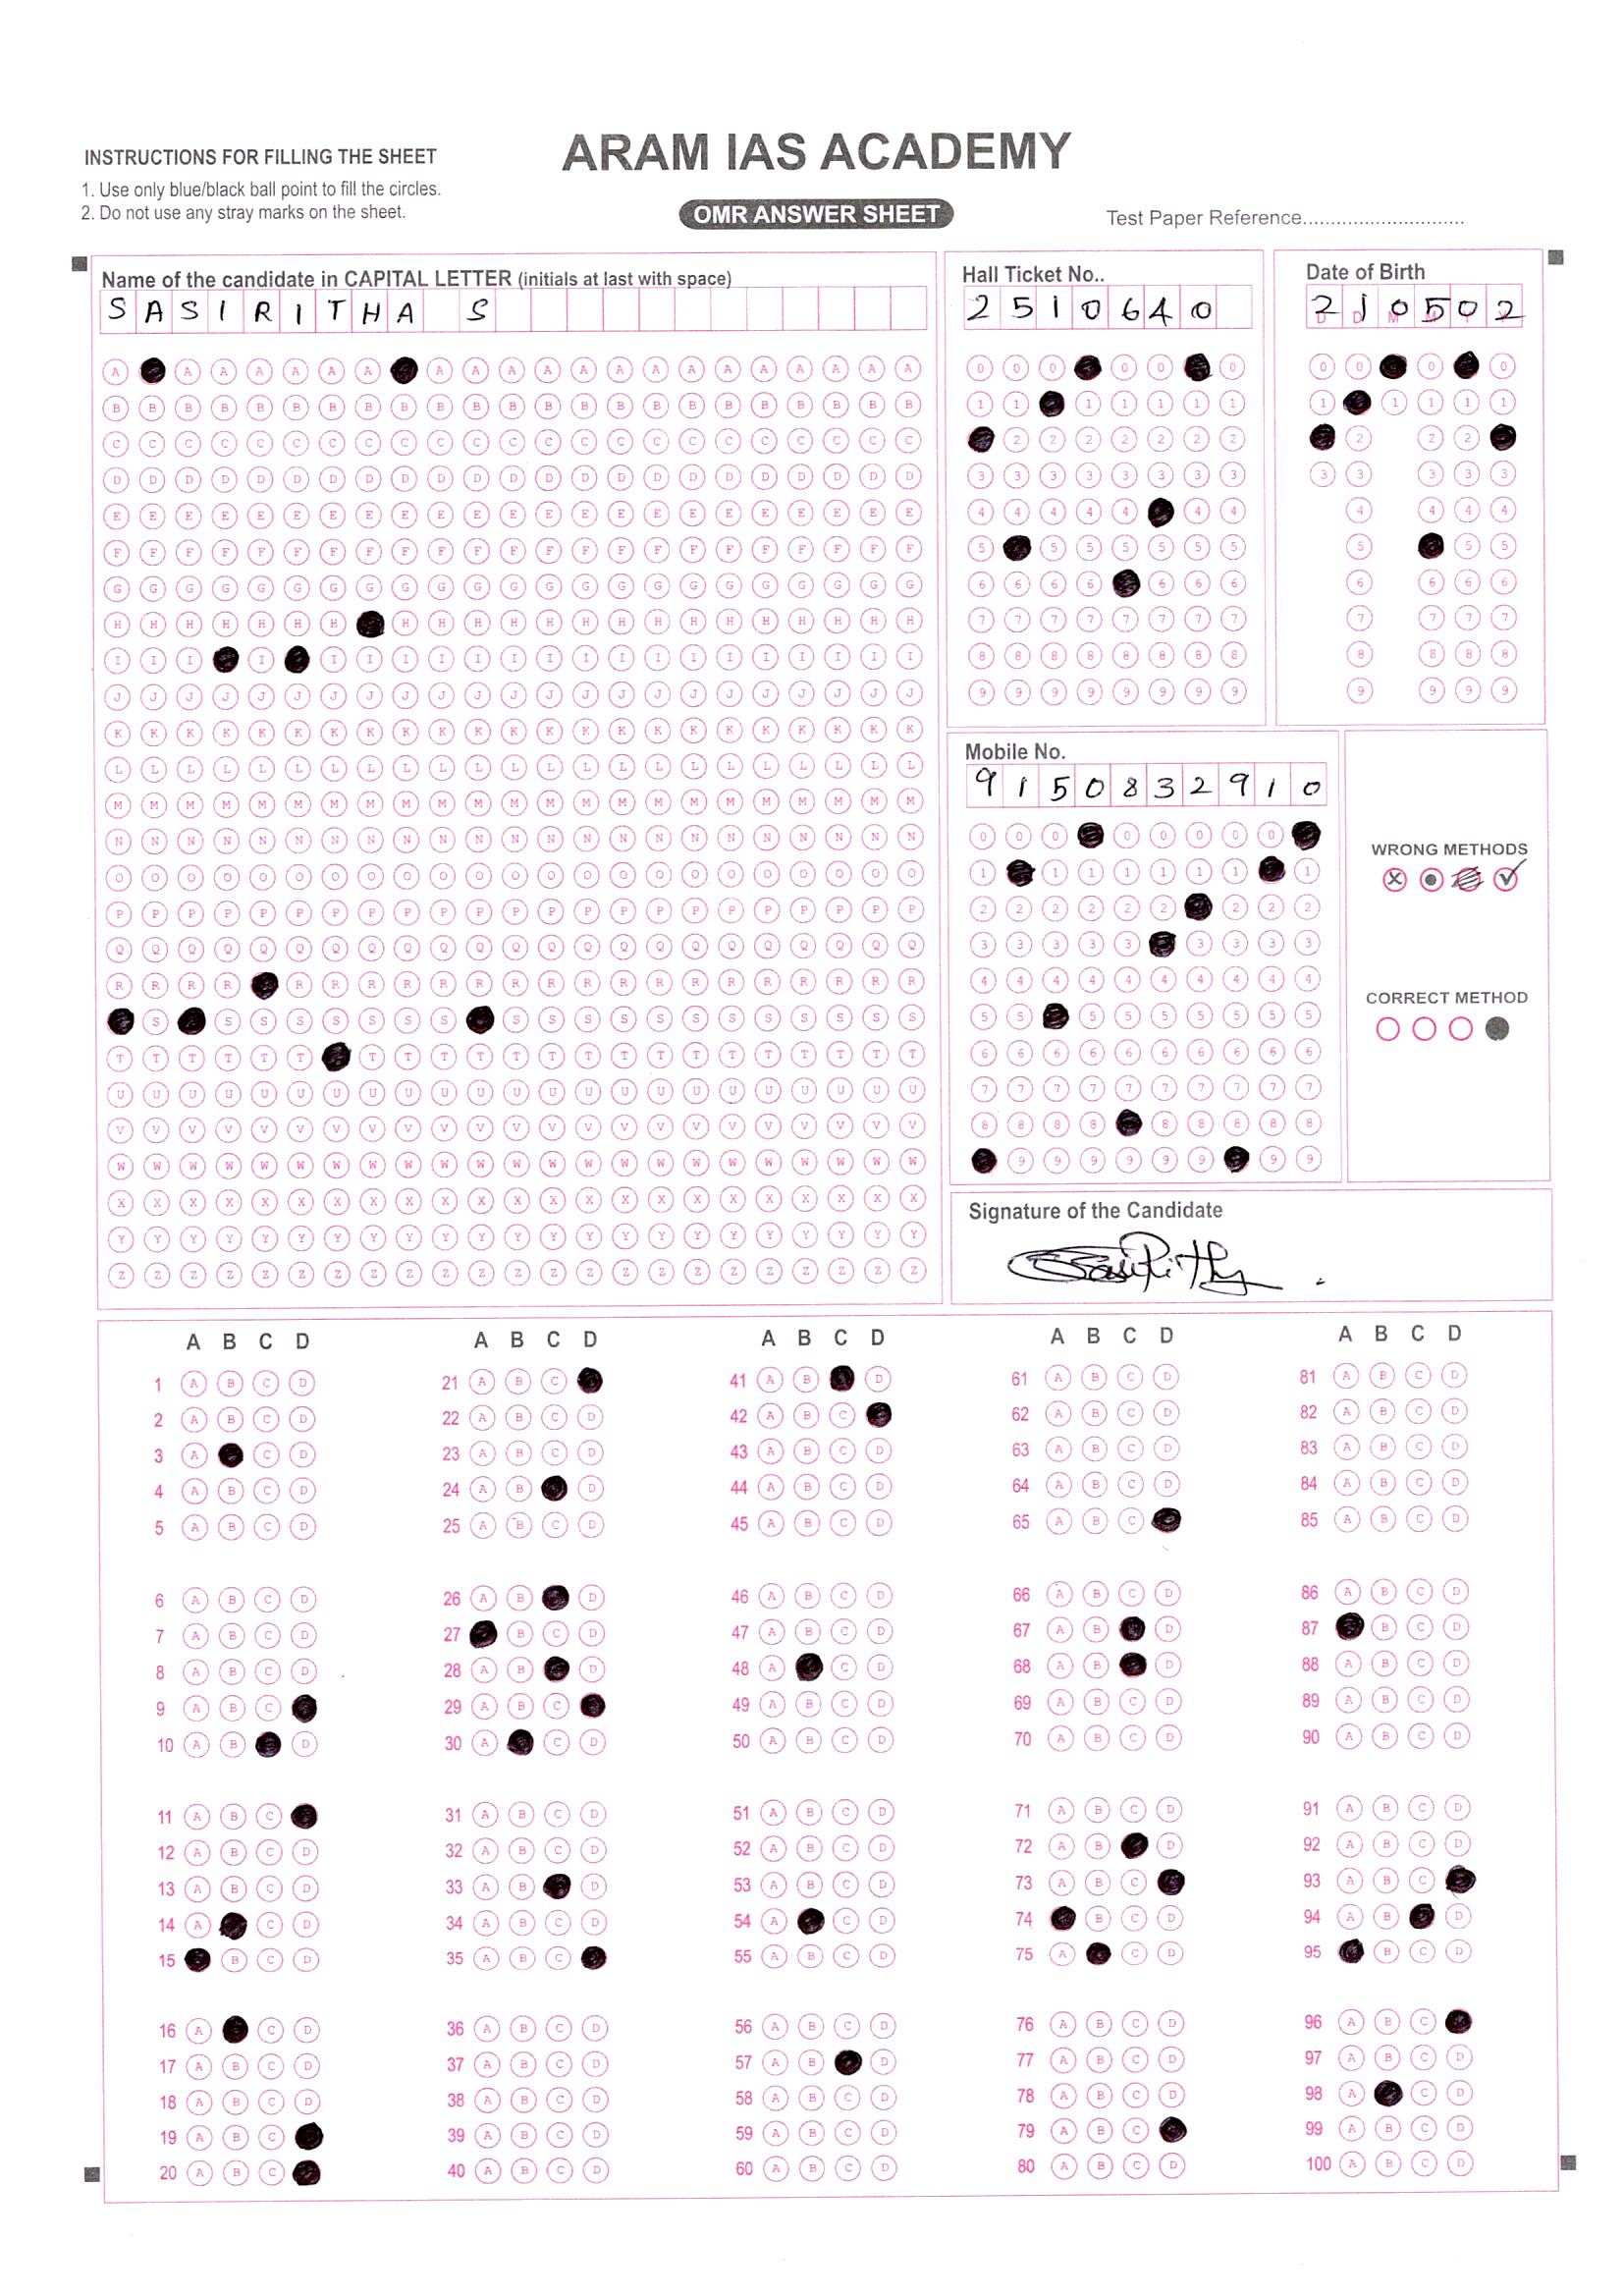 INSTRUCTIONS FOR FILLING THE SHEET
1. Use only blue/black ball point to fill the circles.
2. Do not use any stray marks on the sheet.
ARAM IAS ACADEMY
OMR ANSWER SHEET
Test Paper Reference.............................
Name of the candidate in CAPITAL LETTER (initials at last with space)
S A S I R I T H A S
Hall Ticket No..
2 5 1 0 6 4 0
Date of Birth
2 1 0 5 0 2
Mobile No.
9 1 5 0 8 3 2 9 1 0
WRONG METHODS
CORRECT METHOD
Signature of the Candidate
A B C D A B C D A B C D A B C D A B C D
1 21 41 61 81
2 22 42 62 82
3 23 43 63 83
4 24 44 64 84
5 25 45 65 85
6 26 46 66 86
7 27 47 67 87
8 28 48 68 88
9 29 49 69 89
10 30 50 70 90
11 31 51 71 91
12 32 52 72 92
13 33 53 73 93
14 34 54 74 94
15 35 55 75 95
16 36 56 76 96
17 37 57 77 97
18 38 58 78 98
19 39 59 79 99
20 40 60 80 100